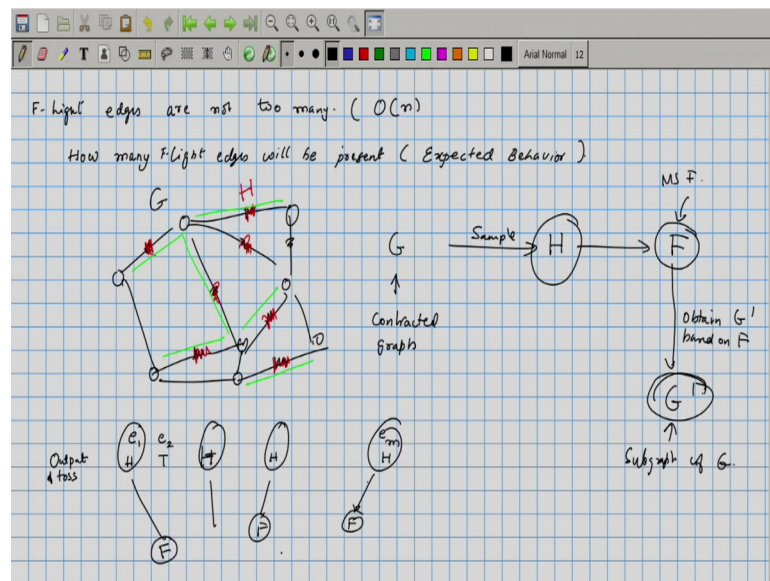 Arial Normal 12
F-light edges are not too many. ( O(n)
How many F-light edges will be present ( Expected Behavior ).
G
H
MS F.
G
Sample
H
F
Contracted
graph
Obtain G'
based on F
G'
Subgraph of G.
Output
of toss
e1
H
e2
T
H
H
em
H
F
F
F